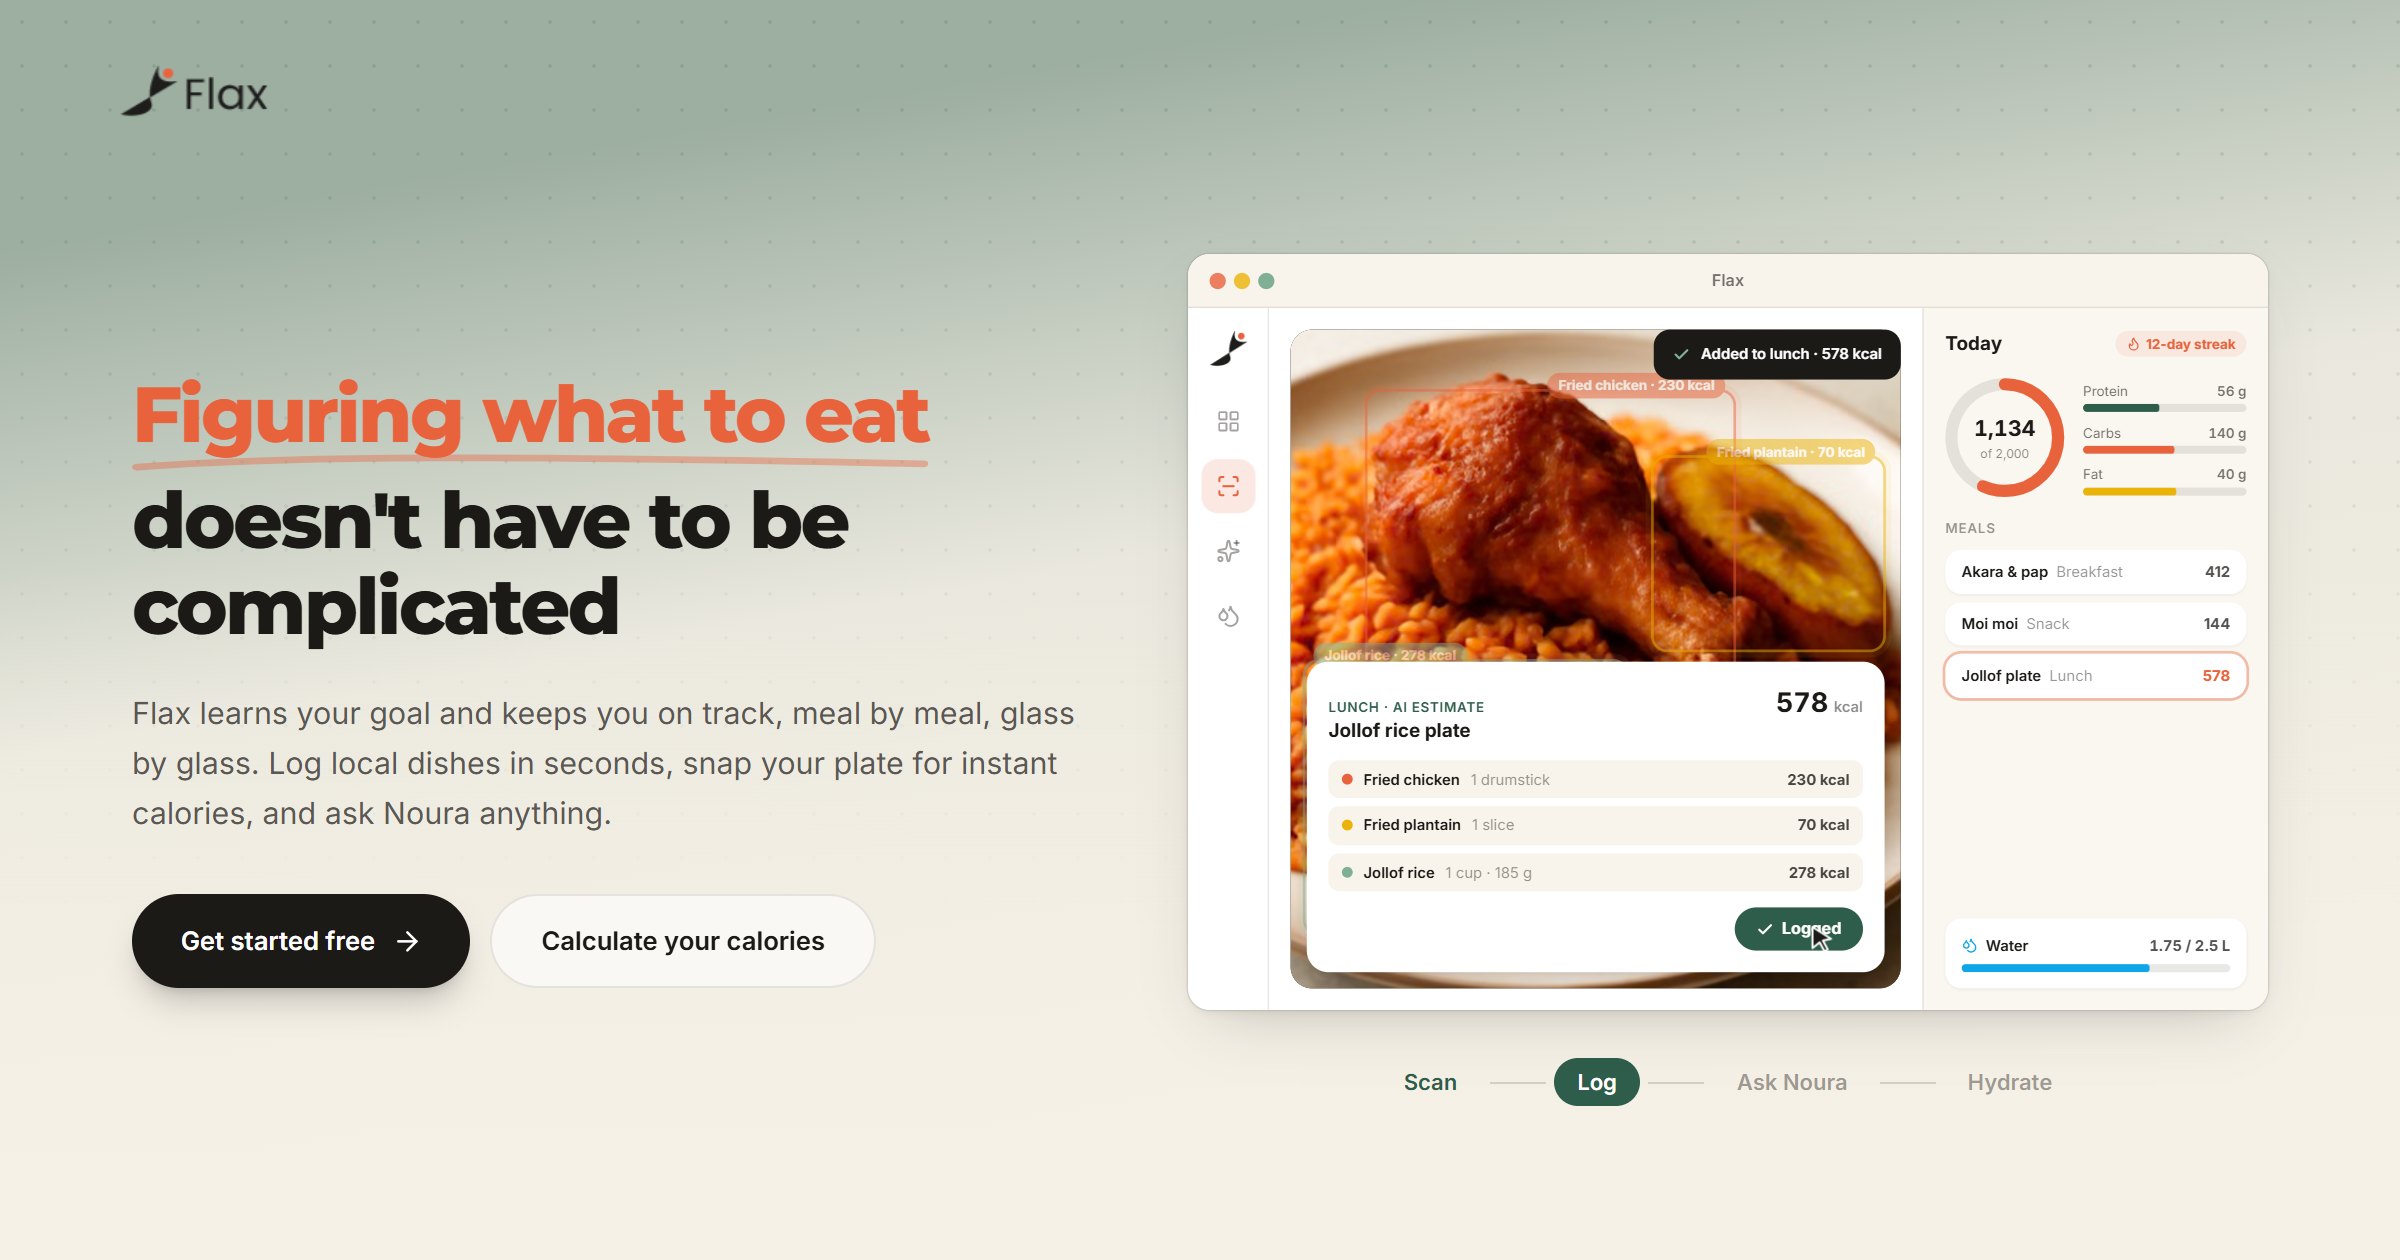 Flax
Figuring what to eat
doesn't have to be
complicated
Flax learns your goal and keeps you on track, meal by meal, glass
by glass. Log local dishes in seconds, snap your plate for instant
calories, and ask Noura anything.
Get started free
Calculate your calories
Flax
Added to lunch · 578 kcal
Fried chicken · 230 kcal
Fried plantain · 70 kcal
Jollof rice · 278 kcal
LUNCH · AI ESTIMATE
578 kcal
Jollof rice plate
Fried chicken 1 drumstick 230 kcal
Fried plantain 1 slice 70 kcal
Jollof rice 1 cup · 185 g 278 kcal
Logged
Today
12-day streak
1,134
of 2,000
Protein 56 g
Carbs 140 g
Fat 40 g
MEALS
Akara & pap Breakfast 412
Moi moi Snack 144
Jollof plate Lunch 578
Water 1.75 / 2.5 L
Scan
Log
Ask Noura
Hydrate